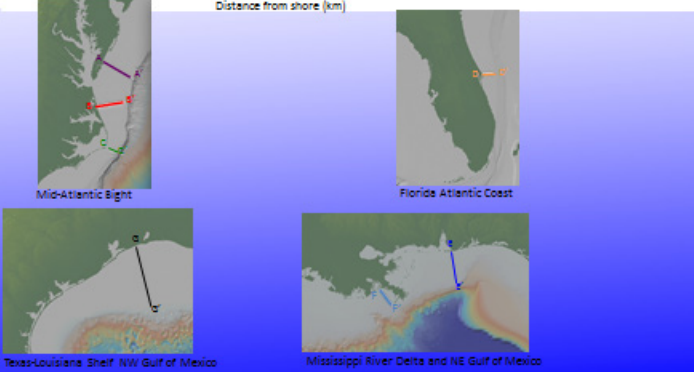 Distance from shore (km)
A
A'
B
B'
C
D
Mid-Atlantic Bight
Florida Atlantic Coast
G
G'
E
E'
F
F'
Texas-Louisiana Shelf NW Gulf of Mexico
Mississippi River Delta and NE Gulf of Mexico